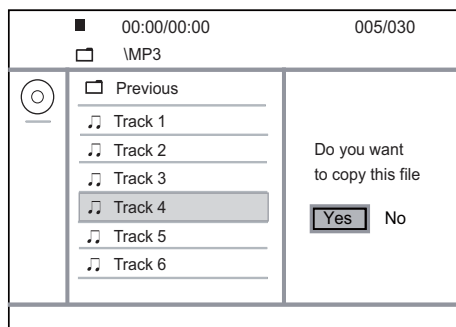 00:00/00:00 005/030
\MP3
Previous
Track 1
Track 2
Track 3
Track 4
Track 5
Track 6
Do you want
to copy this file
Yes No